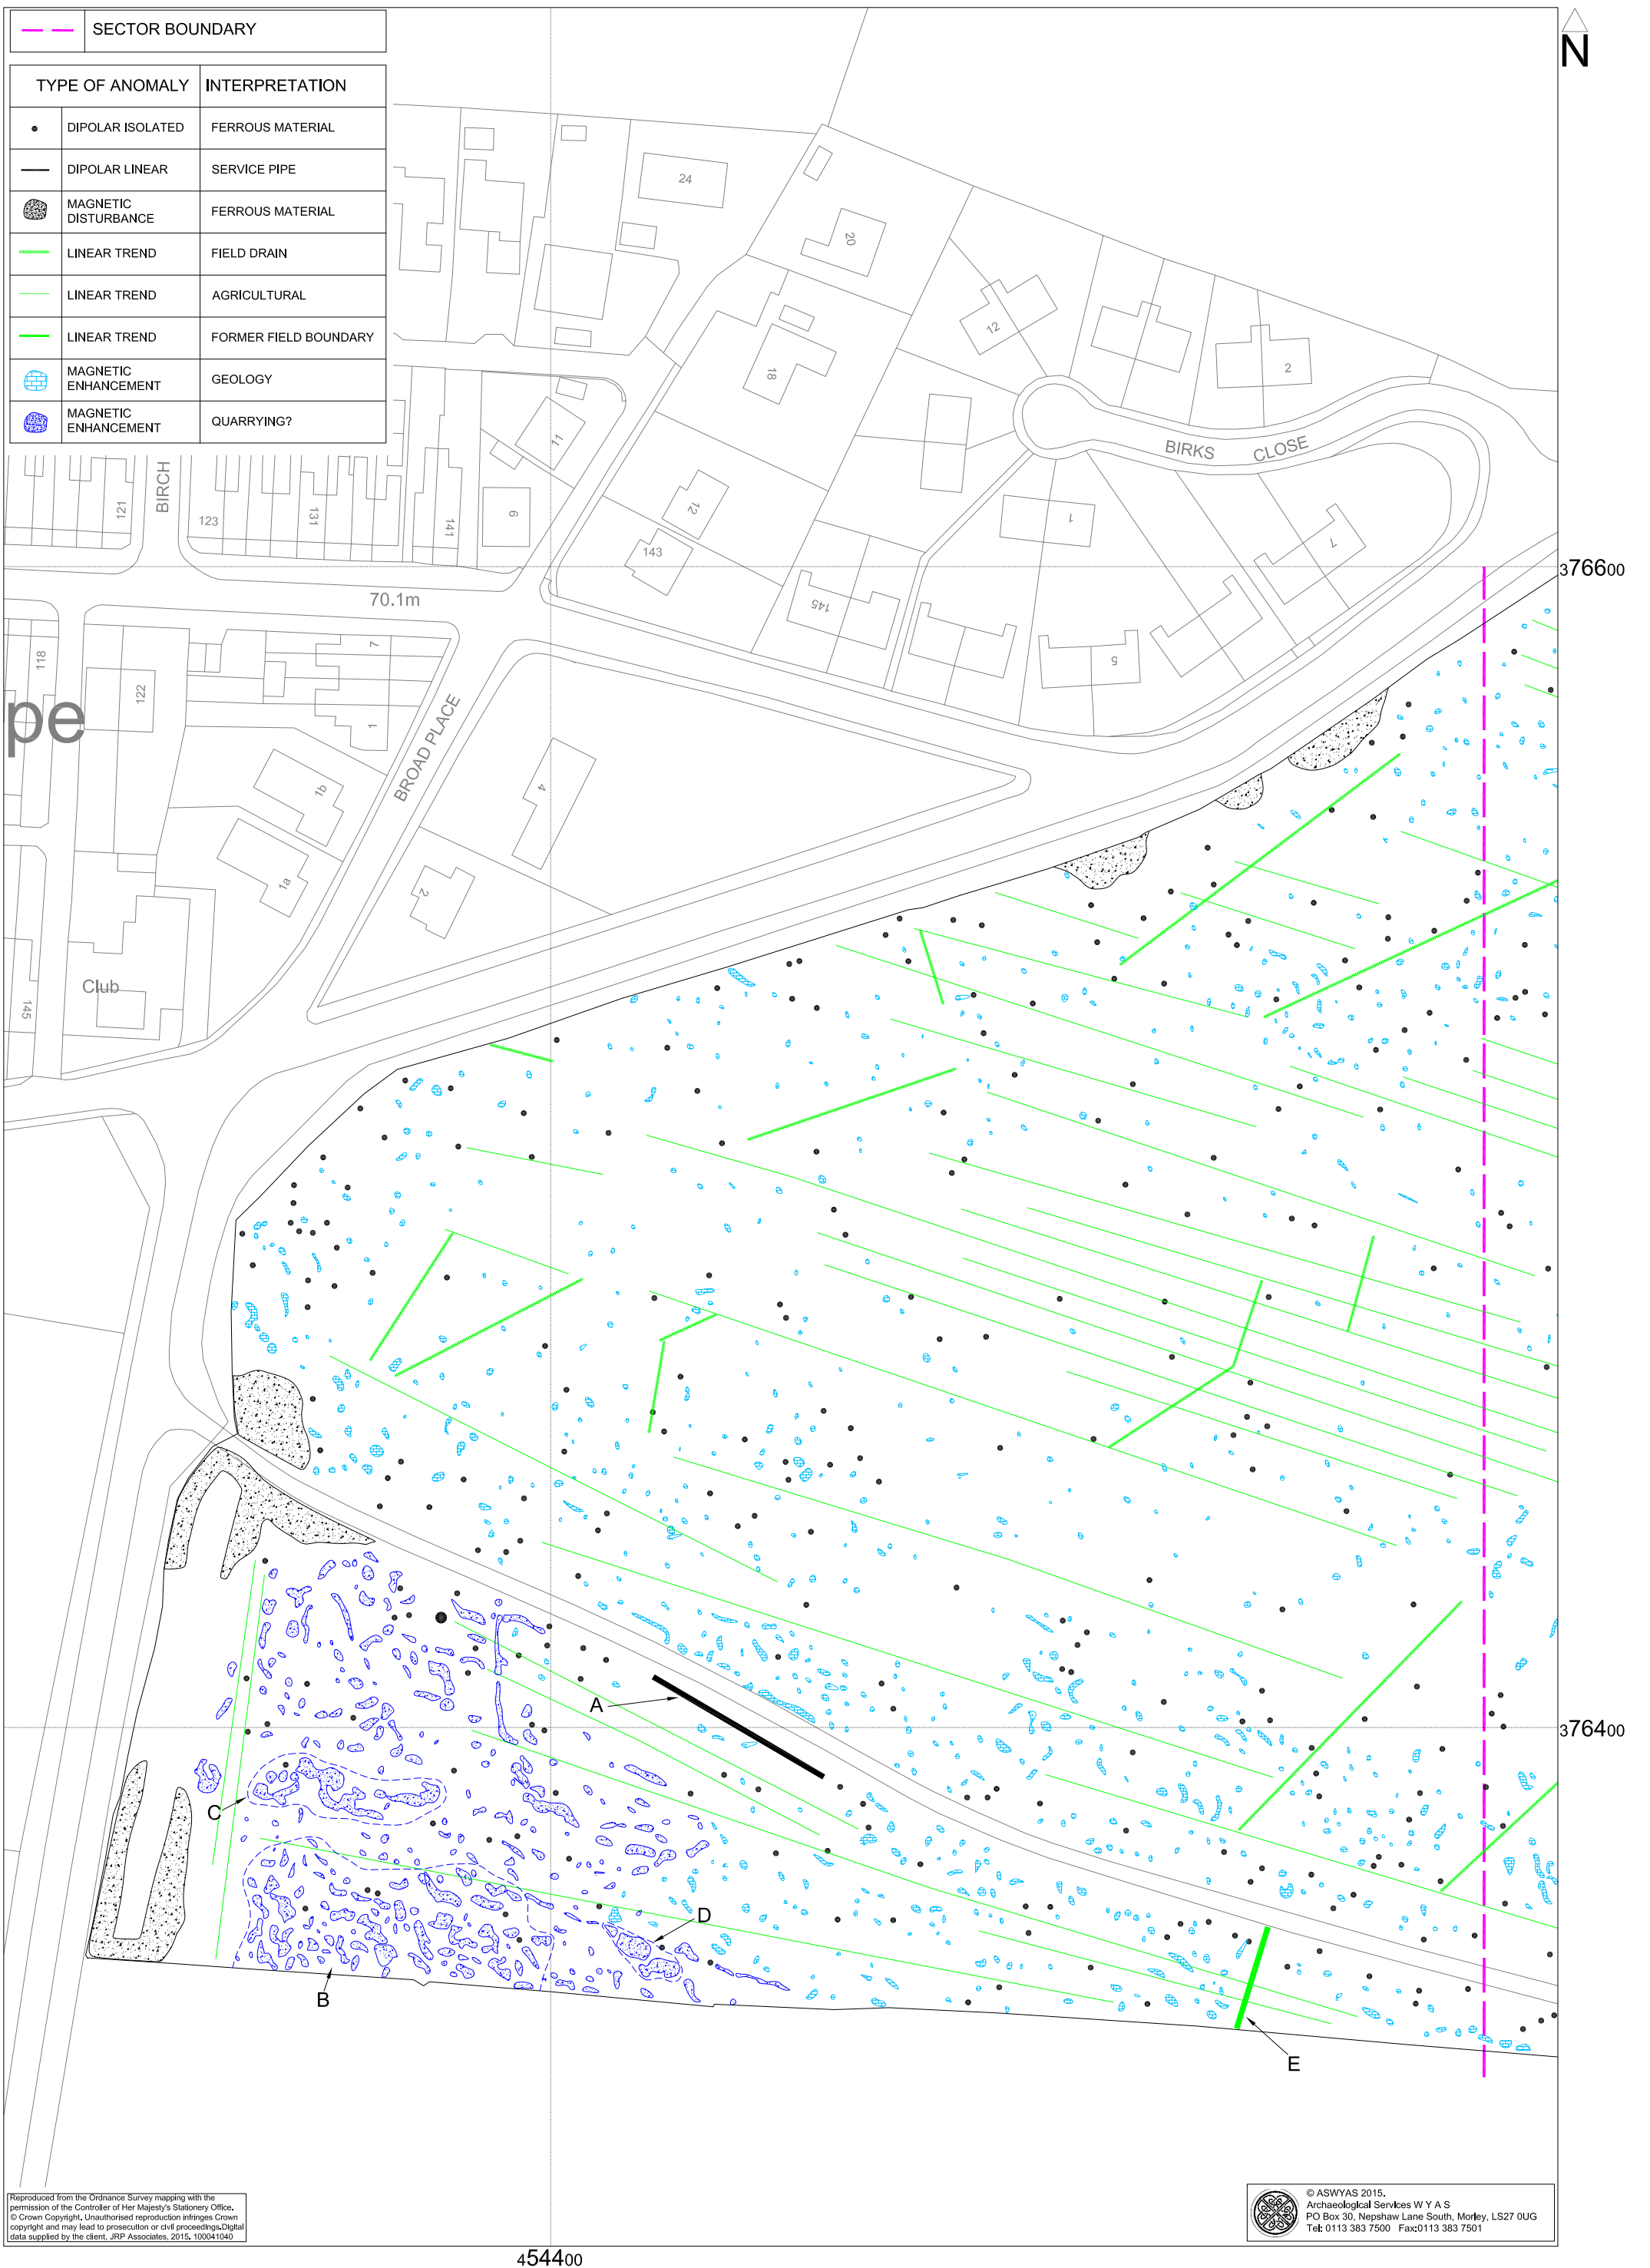 SECTOR BOUNDARY
N
TYPE OF ANOMALY INTERPRETATION
DIPOLAR ISOLATED FERROUS MATERIAL
DIPOLAR LINEAR SERVICE PIPE
MAGNETIC
DISTURBANCE
FERROUS MATERIAL
LINEAR TREND FIELD DRAIN
LINEAR TREND AGRICULTURAL
LINEAR TREND FORMER FIELD BOUNDARY
MAGNETIC
ENHANCEMENT
GEOLOGY
MAGNETIC
ENHANCEMENT
QUARRYING?
24
20
12
2
18
11
BIRKS CLOSE
121
BIRCH
123
131
141
9
12
143
1
7
376600
70.1m
145
118
122
7
5
pe
1
BROAD PLACE
1b
4
1a
2
Club
145
A
376400
C
D
B
E
Reproduced from the Ordnance Survey mapping with the
permission of the Controller of Her Majesty's Stationery Office.
© Crown Copyright. Unauthorised reproduction infringes Crown
copyright and may lead to prosecution or civil proceedings.Digital
data supplied by the client, JRP Associates, 2015. 100041040
© ASWYAS 2015.
Archaeological Services W Y A S
PO Box 30, Nepshaw Lane South, Morley, LS27 0UG
Tel: 0113 383 7500 Fax:0113 383 7501
454400